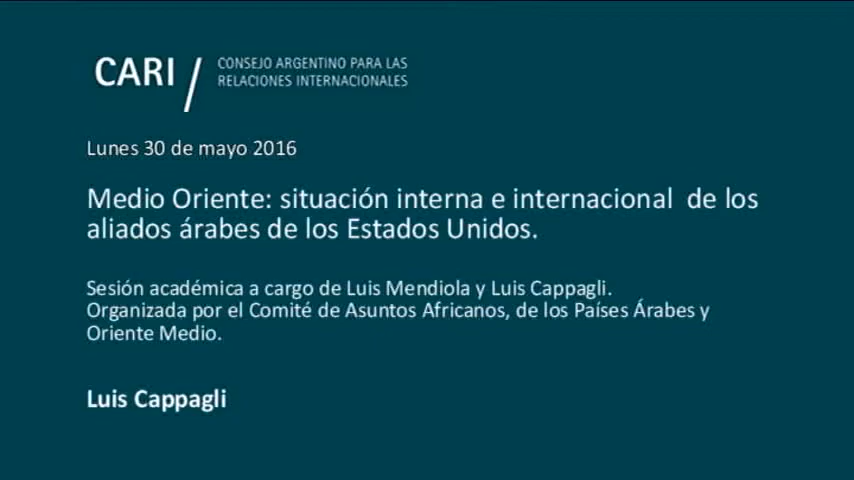 CARI /
CONSEJO ARGENTINO PARA LAS
RELACIONES INTERNACIONALES
Lunes 30 de mayo 2016
Medio Oriente: situación interna e internacional de los
aliados árabes de los Estados Unidos.
Sesión académica a cargo de Luis Mendiola y Luis Cappagli.
Organizada por el Comité de Asuntos Africanos, de los Países Árabes y
Oriente Medio.
Luis Cappagli